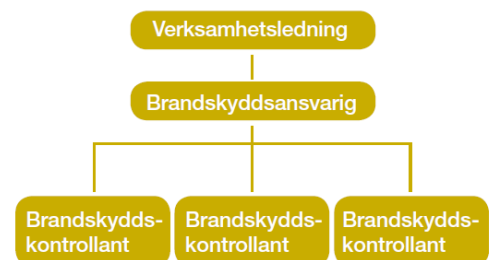 Verksamhetsledning
Brandskyddsansvarig
Brandskydds-
kontrollant
Brandskydds-
kontrollant
Brandskydds-
kontrollant